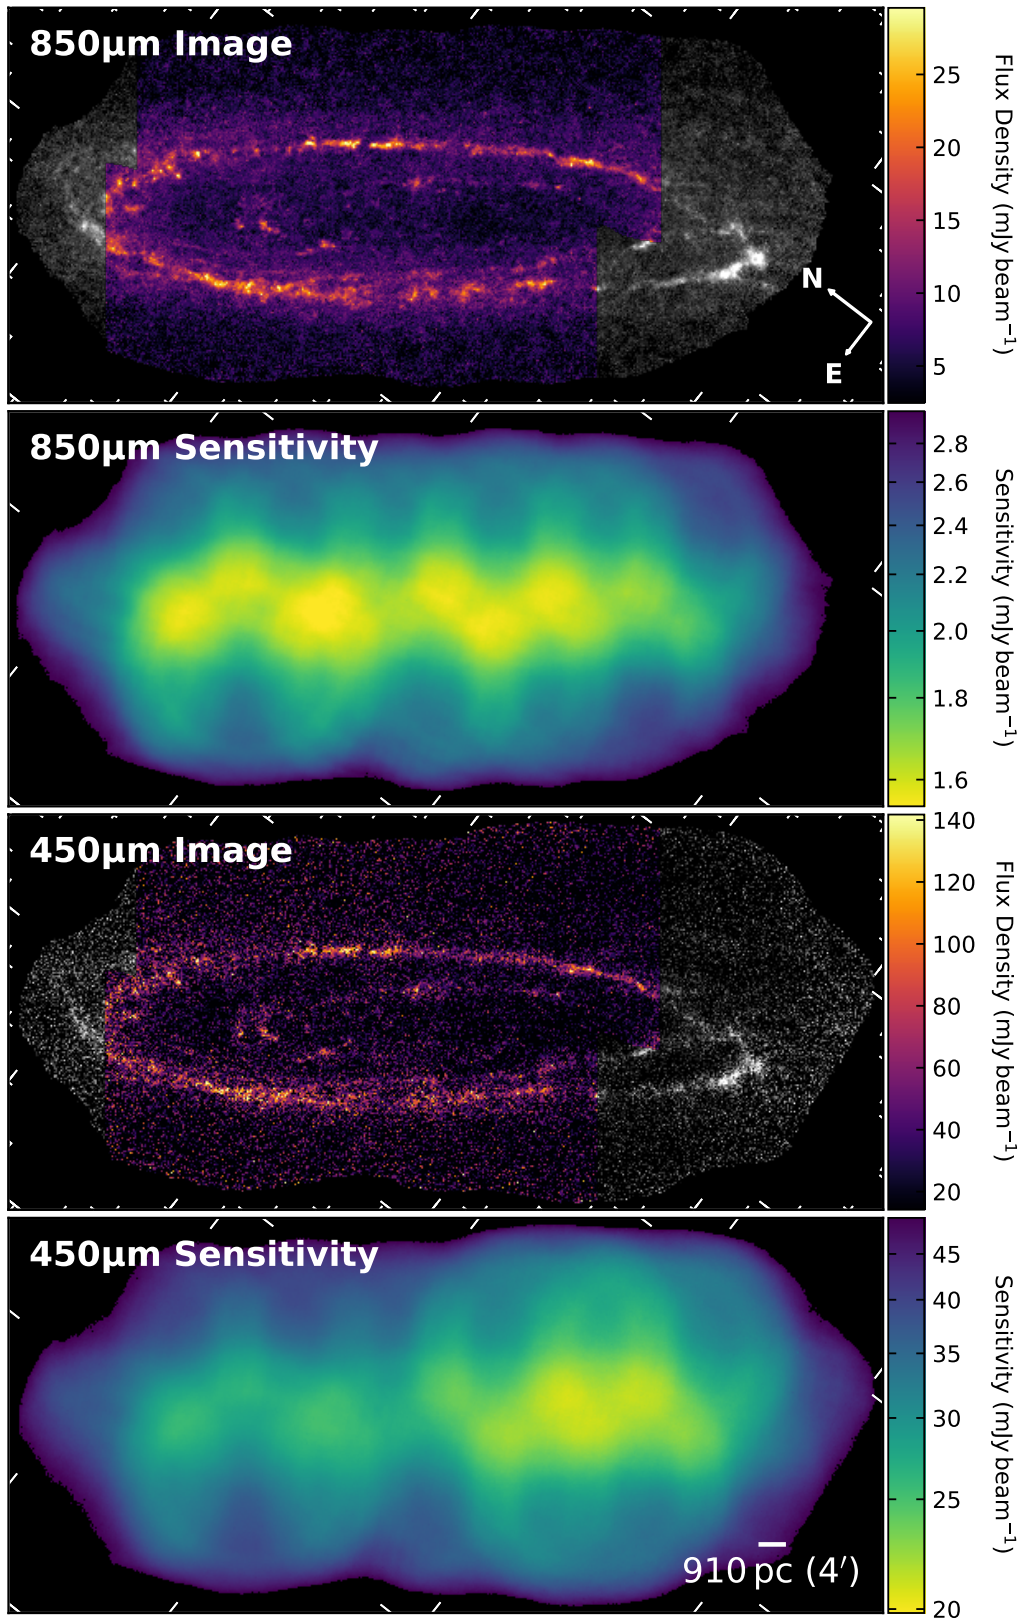 850μm Image
N
E
25
20
15
10
5
Flux Density (mJy beam⁻¹)
850μm Sensitivity
2.8
2.6
2.4
2.2
2.0
1.8
1.6
Sensitivity (mJy beam⁻¹)
450μm Image
140
120
100
80
60
40
20
Flux Density (mJy beam⁻¹)
450μm Sensitivity
910 pc (4′)
45
40
35
30
25
20
Sensitivity (mJy beam⁻¹)